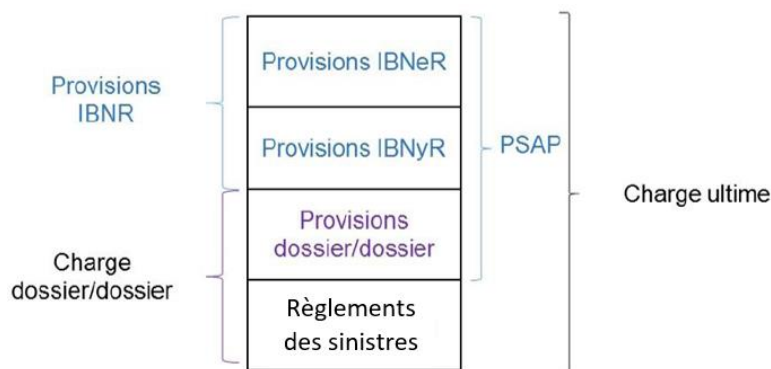 Provisions
IBNR
Provisions IBNeR
Provisions IBNyR
PSAP
Charge ultime
Provisions
dossier/dossier
Charge
dossier/dossier
Règlements
des sinistres